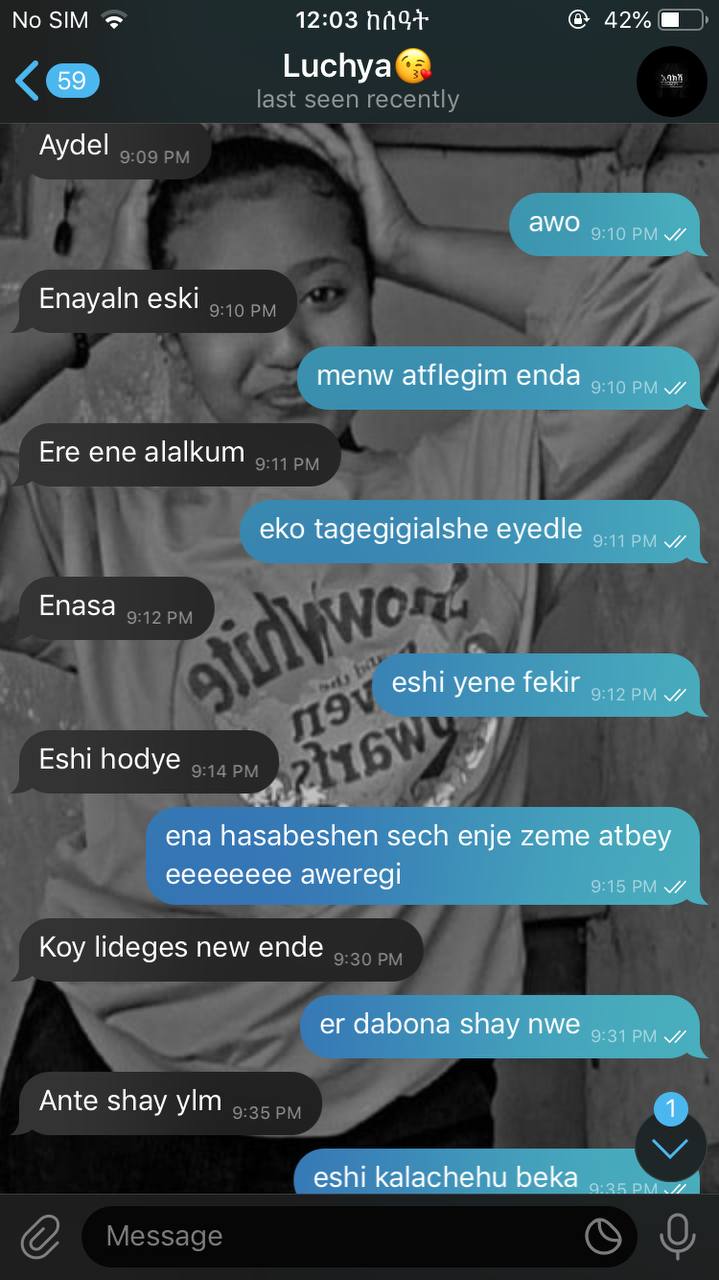 No SIM 12:03 ከሰዓት 42%
59 Luchya😘
last seen recently
Aydel 9:09 PM
awo 9:10 PM
Enayaln eski 9:10 PM
menw atflegim enda 9:10 PM
Ere ene alalkum 9:11 PM
eko tagegigialshe eyedle 9:11 PM
Enasa 9:12 PM
eshi yene fekir 9:12 PM
Eshi hodye 9:14 PM
ena hasabeshen sech enje zeme atbey
eeeeeeee aweregi 9:15 PM
Koy lideges new ende 9:30 PM
er dabona shay nwe 9:31 PM
Ante shay ylm 9:35 PM
1
eshi kalachehu beka 9:35 PM
Message
Snow White
and the
Dwarfs